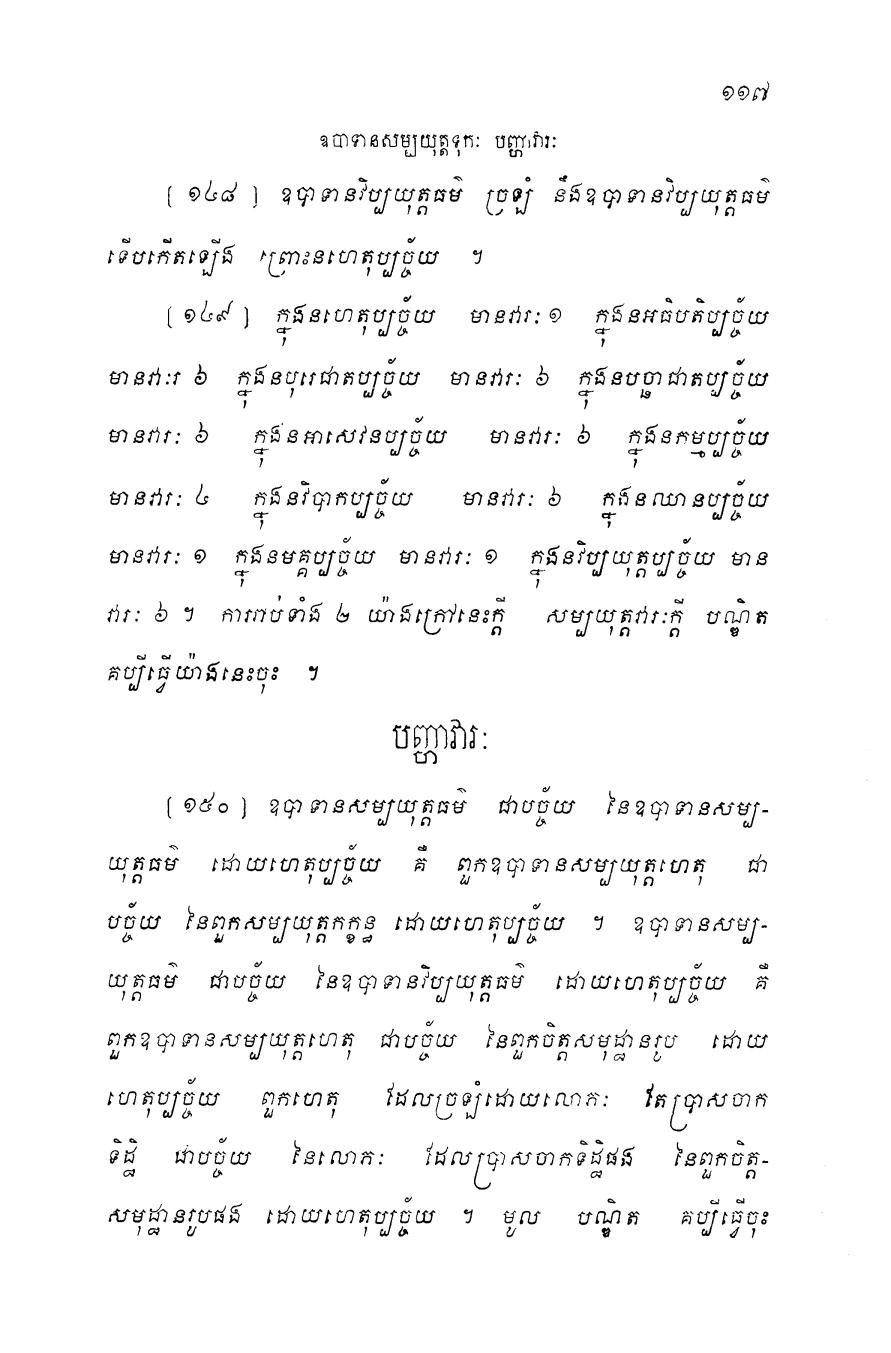 ១១៧
ឧបាទានសម្បយុត្តទុកៈ បញ្ហាវារៈ
[ ១៤៨ ] ឧបាទានវិប្បយុត្តធម៌ ច្រឡំ នឹងឧបាទានវិប្បយុត្តធម៌
ទើបកើតឡើង ព្រោះនហេតុប្បច្ច័យ ។
[ ១៤៩ ] ក្នុងនហេតុប្បច្ច័យ មានវារៈ ១ ក្នុងនអធិបតិប្បច្ច័យ
មានវាៈរ ៦ ក្នុងនបុរេជាតប្បច្ច័យ មានវារៈ ៦ ក្នុងនបច្ឆាជាតប្បច្ច័យ
មានវារៈ ៦ ក្នុងនអាសេវនប្បច្ច័យ មានវារៈ ៦ ក្នុងនកម្មប្បច្ច័យ
មានវារៈ ៤ ក្នុងនវិបាកប្បច្ច័យ មានវារៈ ៦ ក្នុងនឈានប្បច្ច័យ
មានវារៈ ១ ក្នុងនមគ្គប្បច្ច័យ មានវារៈ ១ ក្នុងនវិប្បយុត្តប្បច្ច័យ មាន
វារៈ ៦ ។ ការរាប់ទាំង ២ យ៉ាងក្រៅនេះក្តី សម្បយុត្តវារៈក្តី បណ្ឌិត
គប្បីធ្វើយ៉ាងនេះចុះ ។
បញ្ហាវារៈ
[ ១៥០ ] ឧបាទានសម្បយុត្តធម៌ ជាបច្ច័យ នៃឧបាទានសម្ប-
យុត្តធម៌ ដោយហេតុប្បច្ច័យ គឺ ពួកឧបាទានសម្បយុត្តហេតុ ជា
បច្ច័យ នៃពួកសម្បយុត្តកក្ខន្ធ ដោយហេតុប្បច្ច័យ ។ ឧបាទានសម្ប-
យុត្តធម៌ ជាបច្ច័យ នៃឧបាទានវិប្បយុត្តធម៌ ដោយហេតុប្បច្ច័យ គឺ
ពួកឧបាទានសម្បយុត្តហេតុ ជាបច្ច័យ នៃពួកចិត្តសមុដ្ឋានរូប ដោយ
ហេតុប្បច្ច័យ ពួកហេតុ ដែលច្រឡំដោយលោភៈ តែប្រាសចាក
ទិដ្ឋិ ជាបច្ច័យ នៃលោភៈ ដែលប្រាសចាកទិដ្ឋិផង នៃពួកចិត្ត-
សមុដ្ឋានរូបផង ដោយហេតុប្បច្ច័យ ។ មូល បណ្ឌិត គប្បីធ្វើចុះ